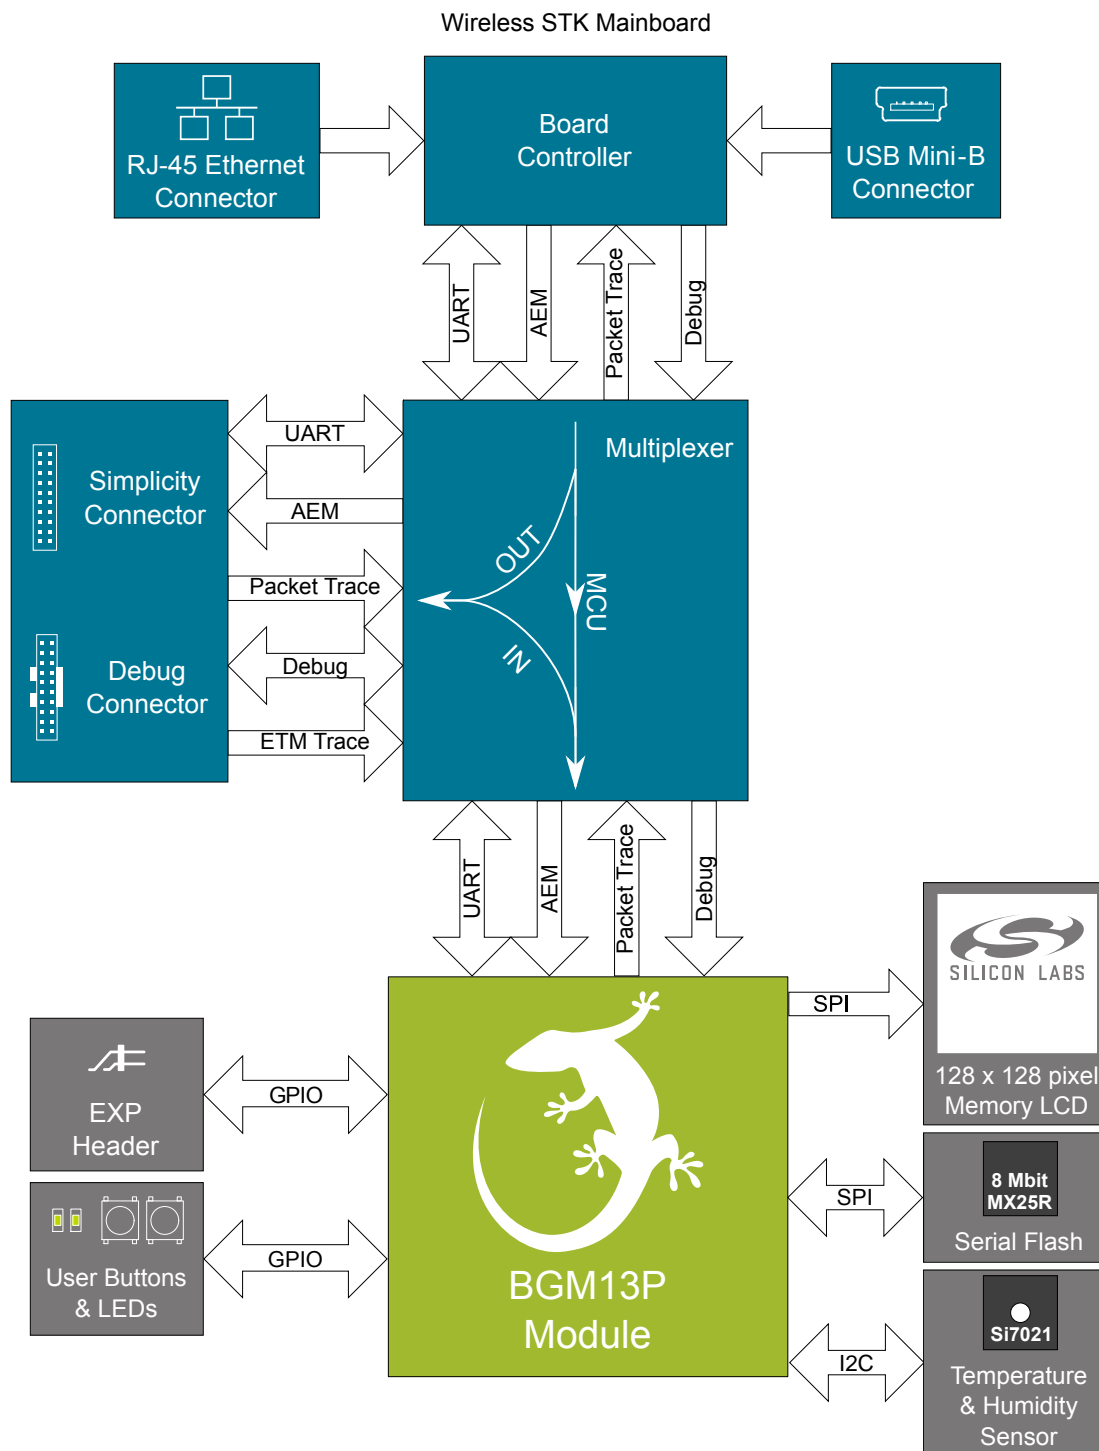 Wireless STK Mainboard
RJ-45 Ethernet
Connector
Board
Controller
USB Mini-B
Connector
UART
AEM
Packet Trace
Debug
Simplicity
Connector
Debug
Connector
UART
AEM
Packet Trace
Debug
ETM Trace
Multiplexer
OUT
MCU
IN
UART
AEM
Packet Trace
Debug
EXP
Header
GPIO
User Buttons
& LEDs
GPIO
BGM13P
Module
SPI
SILICON LABS
128 x 128 pixel
Memory LCD
SPI
8 Mbit
MX25R
Serial Flash
I2C
Si7021
Temperature
& Humidity
Sensor